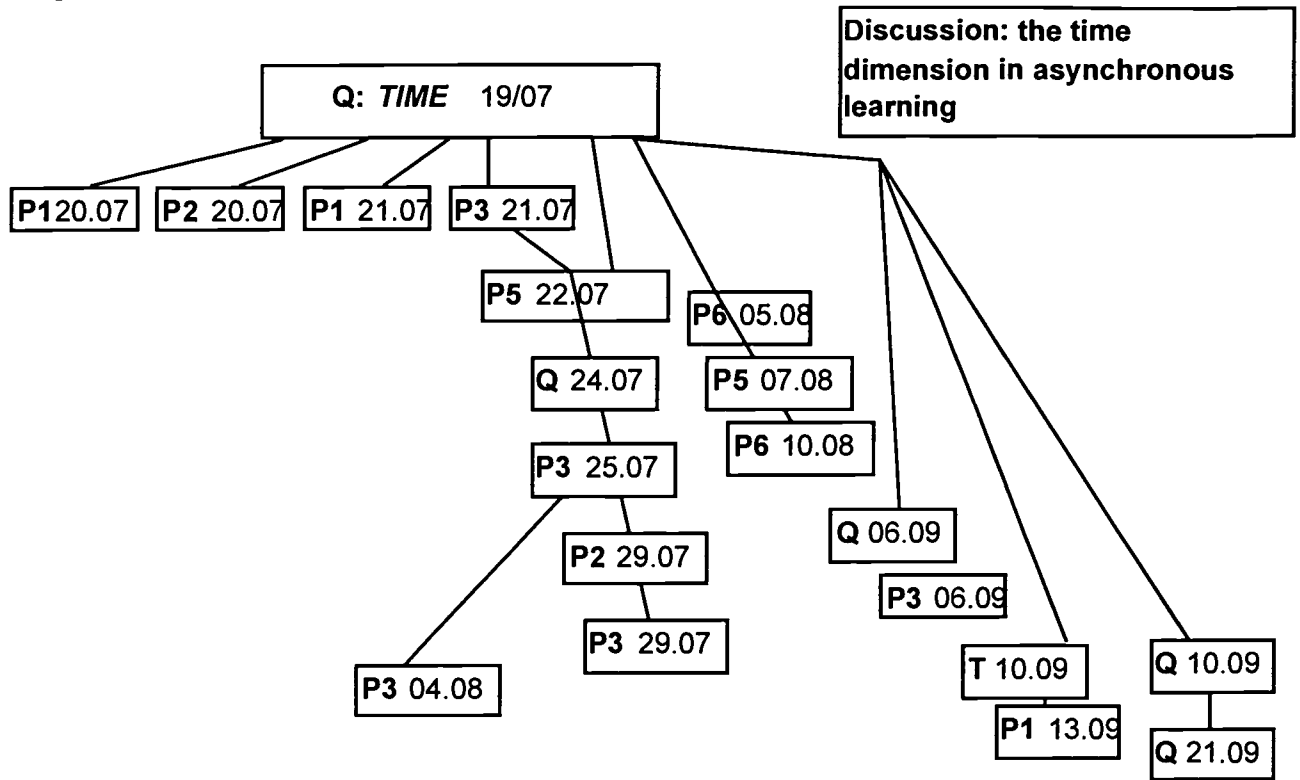 Discussion: the time
dimension in asynchronous
learning
Q: TIME 19/07
P120.07
P2 20.07
P1 21.07
P3 21.07
P5 22.07
P6 05.08
Q 24.07
P5 07.08
P6 10.08
P3 25.07
Q 06.09
P2 29.07
P3 06.09
P3 29.07
P3 04.08
T 10.09
Q 10.09
P1 13.09
Q 21.09